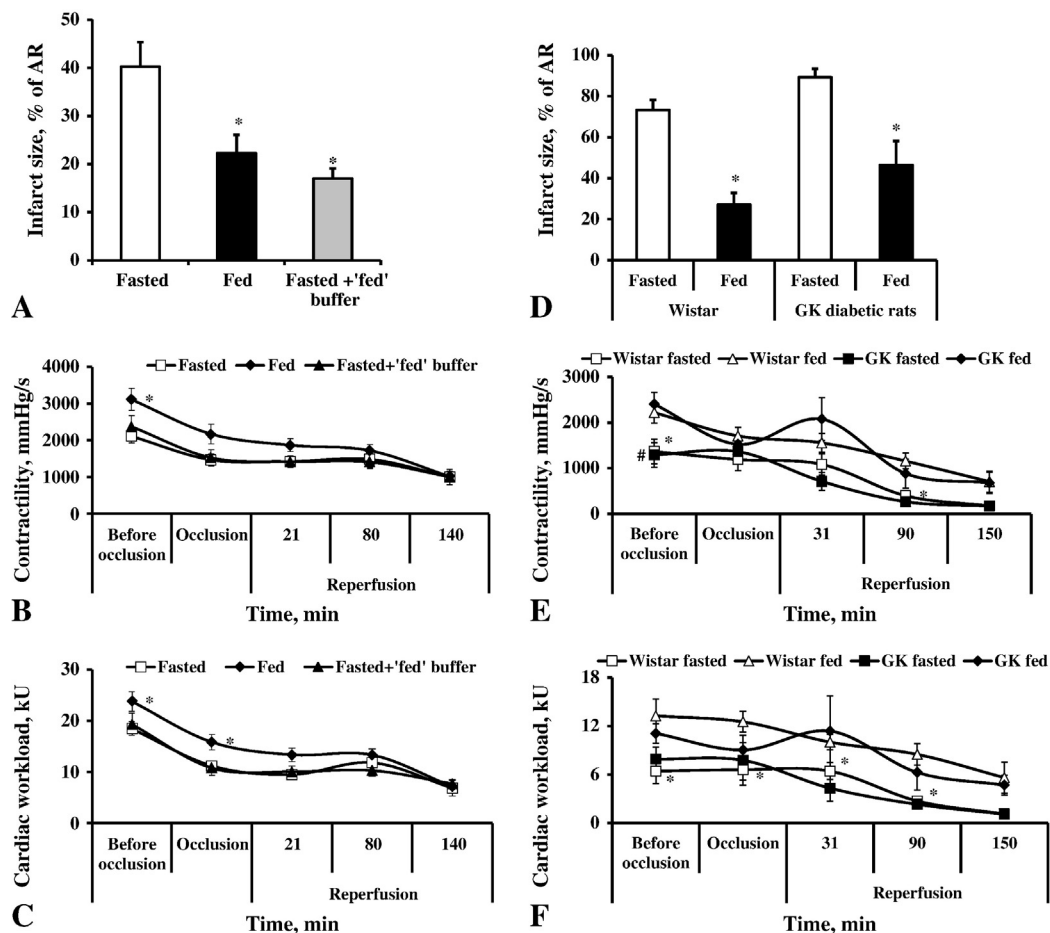 50
40
30
20
10
0
Infarct size, % of AR
*
*
Fasted
Fed
Fasted +'fed'
buffer
A
Fasted
Fed
Fasted+'fed' buffer
4000
3000
2000
1000
0
Contractility, mmHg/s
*
Before
occlusion
Occlusion
21
80
140
Reperfusion
Time, min
B
Fasted
Fed
Fasted+'fed' buffer
30
20
10
0
Cardiac workload, kU
*
*
Before
occlusion
Occlusion
21
80
140
Reperfusion
Time, min
C
100
80
60
40
20
0
Infarct size, % of AR
*
*
Fasted
Fed
Fasted
Fed
Wistar
GK diabetic rats
D
Wistar fasted
Wistar fed
GK fasted
GK fed
3000
2000
1000
0
Contractility, mmHg/s
#
*
*
Before
occlusion
Occlusion
31
90
150
Reperfusion
Time, min
E
Wistar fasted
Wistar fed
GK fasted
GK fed
18
12
6
0
Cardiac workload, kU
*
*
*
*
Before
occlusion
Occlusion
31
90
150
Reperfusion
Time, min
F